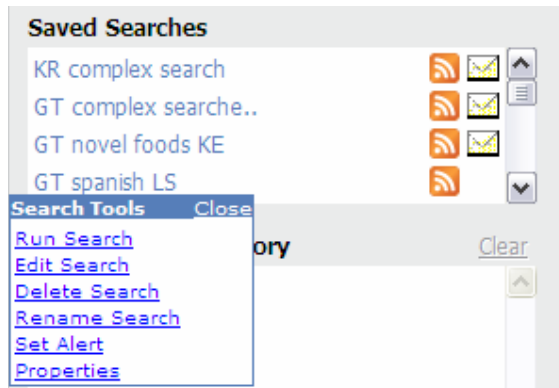 Saved Searches
KR complex search
GT complex searche..
GT novel foods KE
GT spanish LS
Search Tools Close
ory Clear
Run Search
Edit Search
Delete Search
Rename Search
Set Alert
Properties